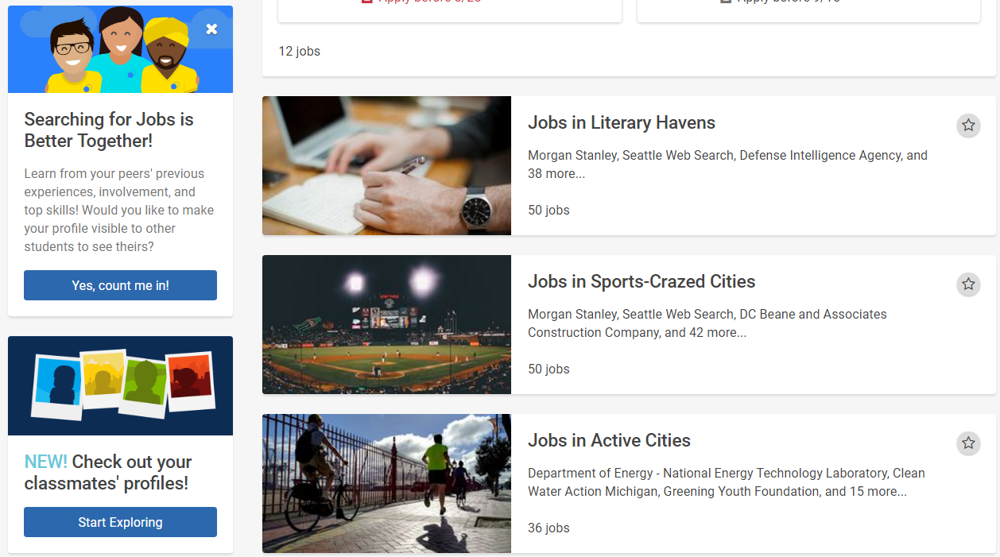 Searching for Jobs is
Better Together!
Learn from your peers' previous
experiences, involvement, and
top skills! Would you like to make
your profile visible to other
students to see theirs?
Yes, count me in!
NEW! Check out your
classmates' profiles!
Start Exploring
12 jobs
Jobs in Literary Havens
Morgan Stanley, Seattle Web Search, Defense Intelligence Agency, and
38 more...
50 jobs
Jobs in Sports-Crazed Cities
Morgan Stanley, Seattle Web Search, DC Beane and Associates
Construction Company, and 42 more...
50 jobs
Jobs in Active Cities
Department of Energy - National Energy Technology Laboratory, Clean
Water Action Michigan, Greening Youth Foundation, and 15 more...
36 jobs